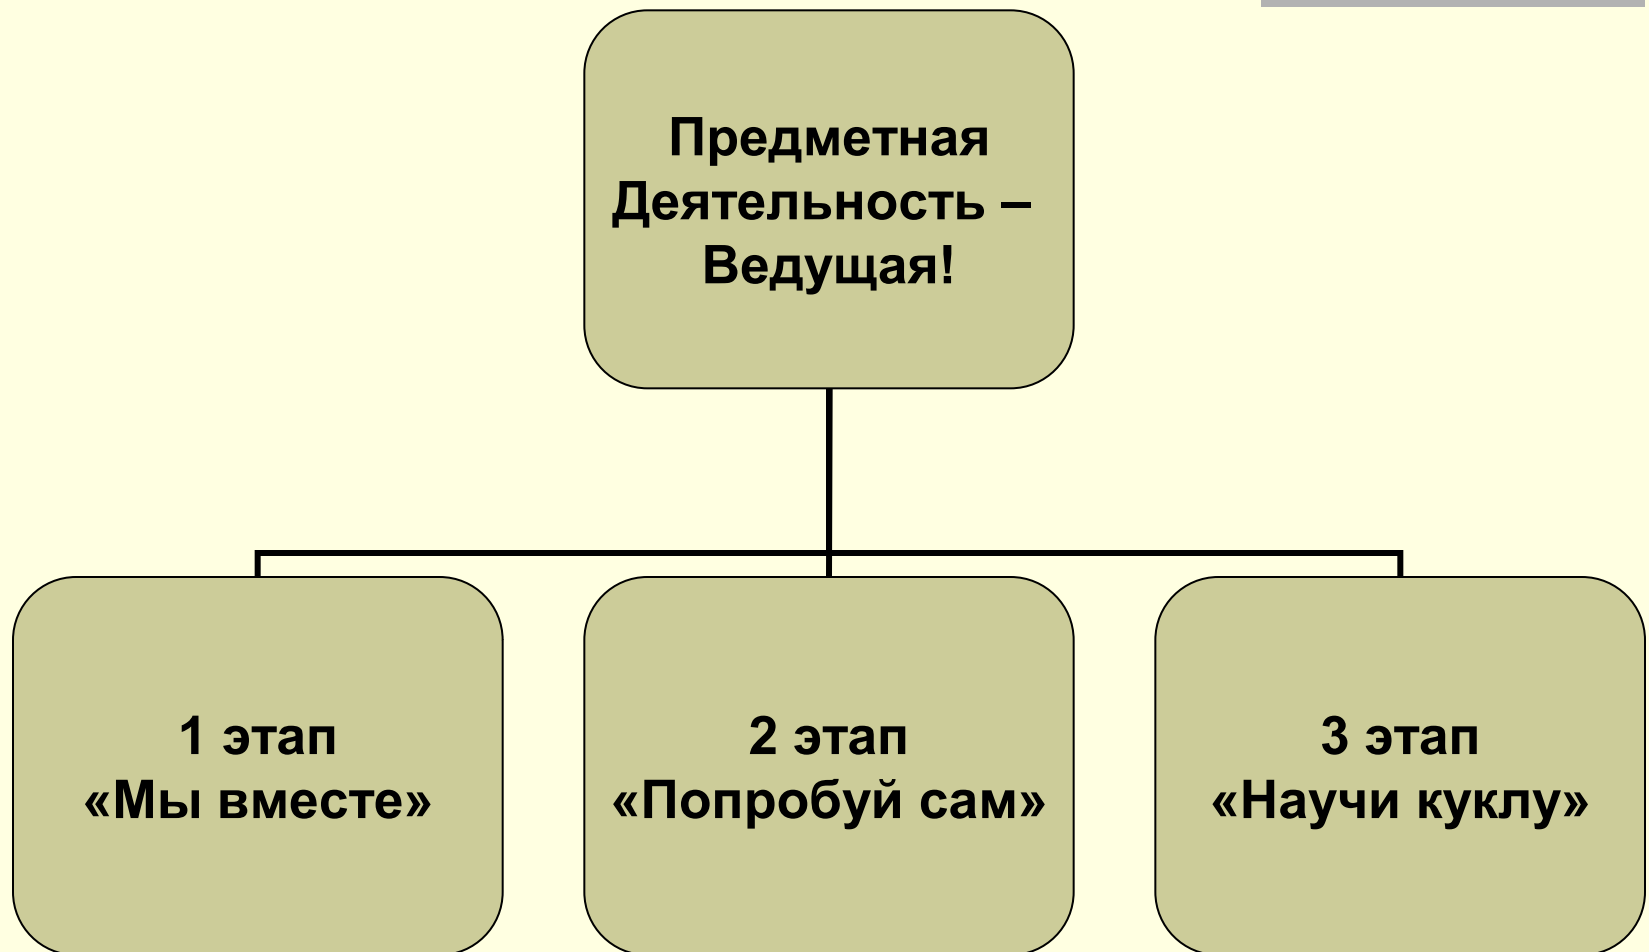 Предметная
Деятельность –
Ведущая!
1 этап
«Мы вместе»
2 этап
«Попробуй сам»
3 этап
«Научи куклу»